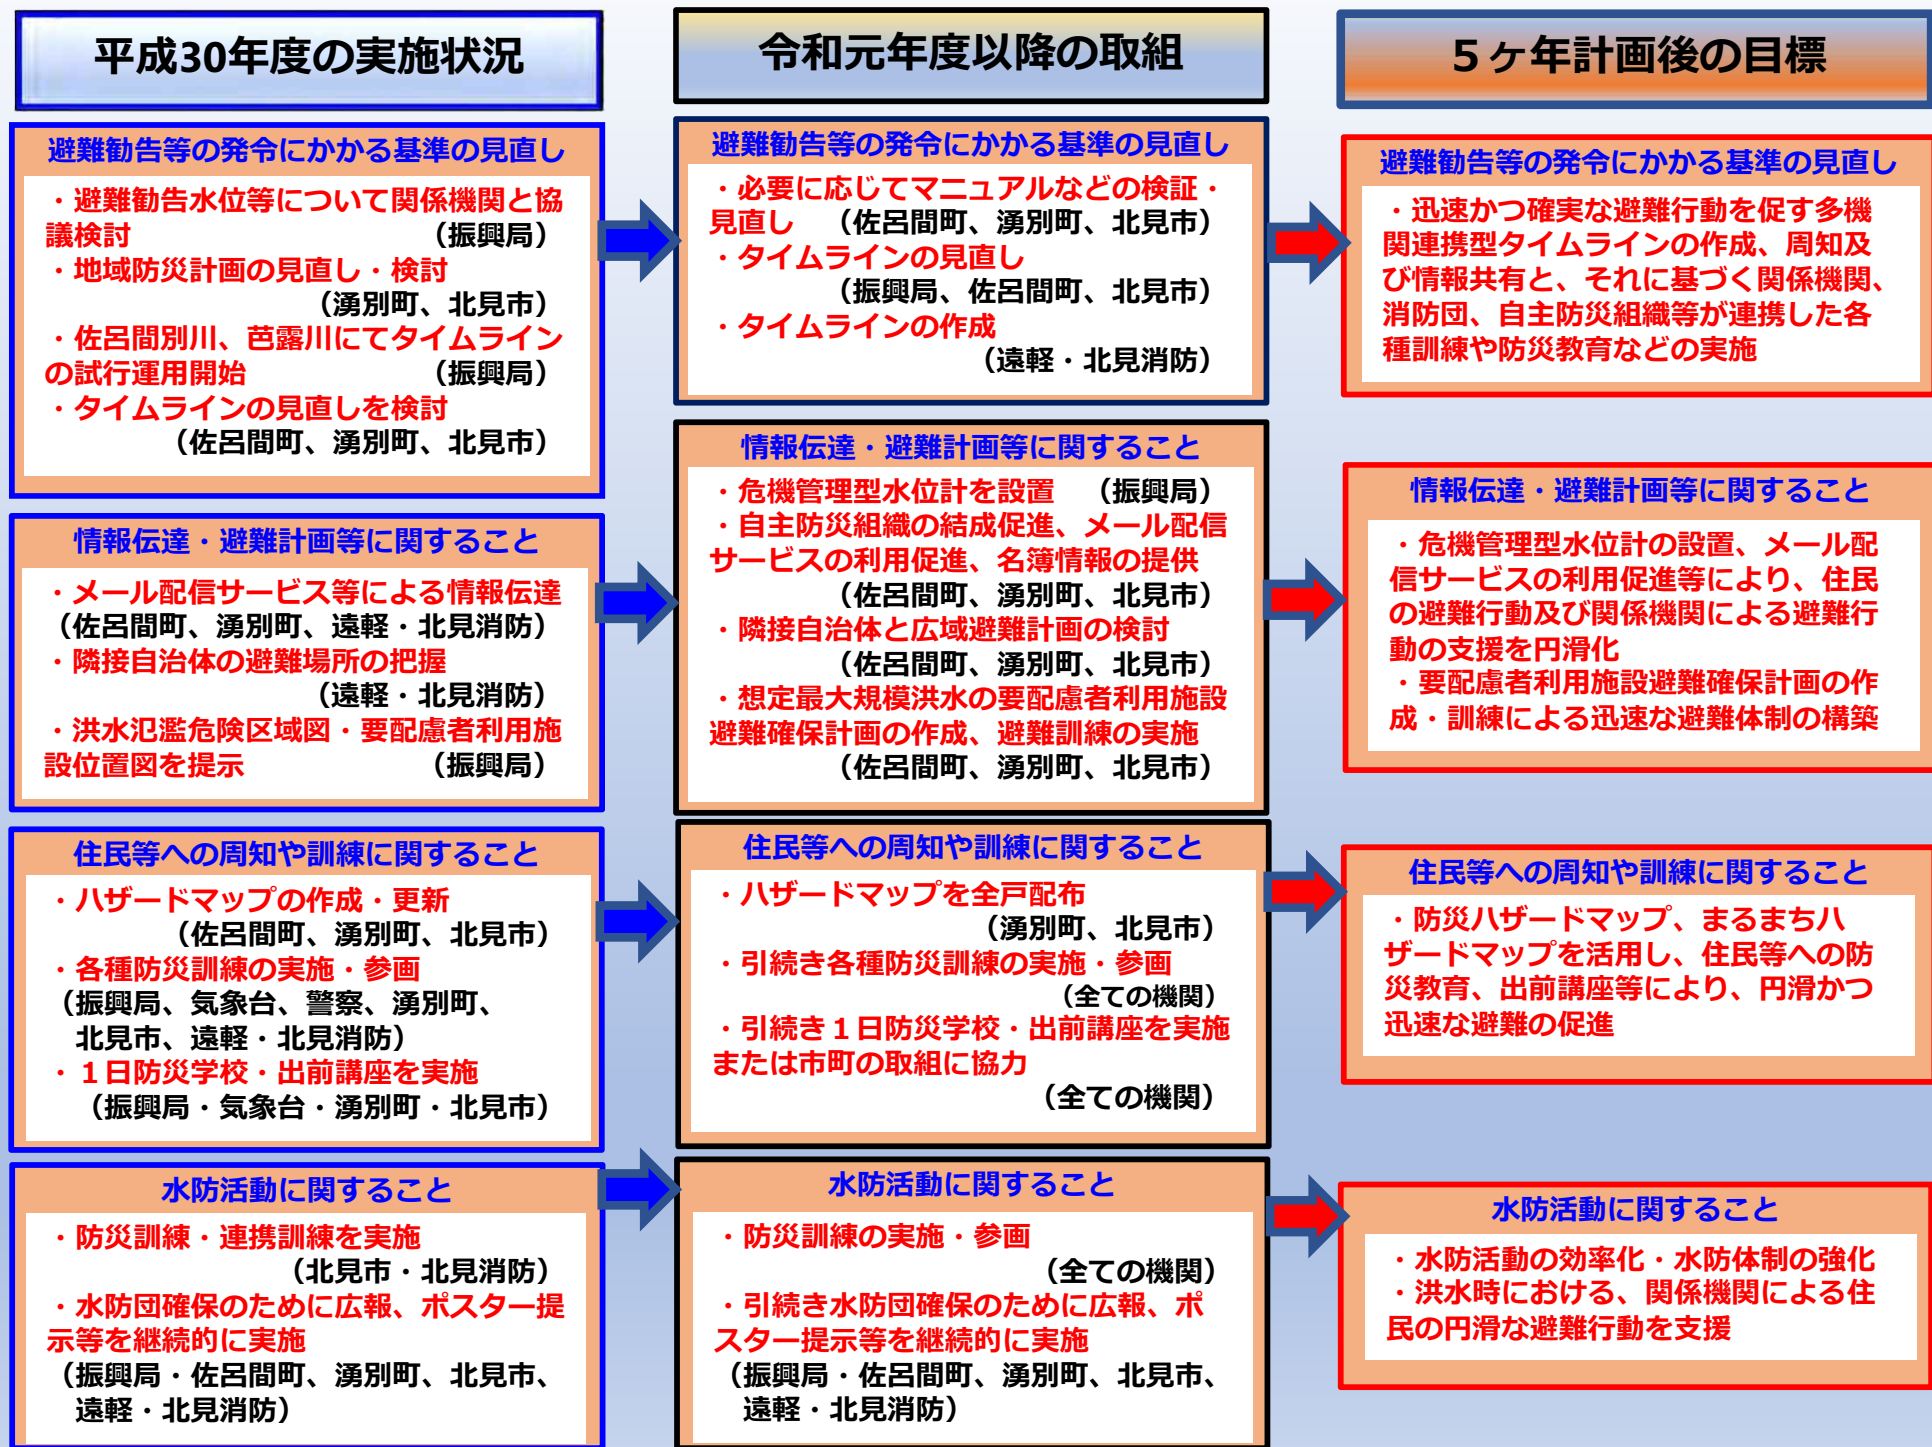 平成30年度の実施状況
避難勧告等の発令にかかる基準の見直し
・避難勧告水位等について関係機関と協
議検討　（振興局）
・地域防災計画の見直し・検討
（湧別町、北見市）
・佐呂間別川、芭露川にてタイムライン
の試行運用開始　（振興局）
・タイムラインの見直しを検討
（佐呂間町、湧別町、北見市）
情報伝達・避難計画等に関すること
・メール配信サービス等による情報伝達
（佐呂間町、湧別町、遠軽・北見消防）
・隣接自治体の避難場所の把握
（遠軽・北見消防）
・洪水氾濫危険区域図・要配慮者利用施
設位置図を提示　（振興局）
住民等への周知や訓練に関すること
・ハザードマップの作成・更新
（佐呂間町、湧別町、北見市）
・各種防災訓練の実施・参画
（振興局、気象台、警察、湧別町、
北見市、遠軽・北見消防）
・１日防災学校・出前講座を実施
（振興局・気象台・湧別町・北見市）
水防活動に関すること
・防災訓練・連携訓練を実施
（北見市・北見消防）
・水防団確保のために広報、ポスター提
示等を継続的に実施
（振興局・佐呂間町、湧別町、北見市、
遠軽・北見消防）
令和元年度以降の取組
避難勧告等の発令にかかる基準の見直し
・必要に応じてマニュアルなどの検証・
見直し　（佐呂間町、湧別町、北見市）
・タイムラインの見直し
（振興局、佐呂間町、北見市）
・タイムラインの作成
（遠軽・北見消防）
情報伝達・避難計画等に関すること
・危機管理型水位計を設置　（振興局）
・自主防災組織の結成促進、メール配信
サービスの利用促進、名簿情報の提供
（佐呂間町、湧別町、北見市）
・隣接自治体と広域避難計画の検討
（佐呂間町、湧別町、北見市）
・想定最大規模洪水の要配慮者利用施設
避難確保計画の作成、避難訓練の実施
（佐呂間町、湧別町、北見市）
住民等への周知や訓練に関すること
・ハザードマップを全戸配布
（湧別町、北見市）
・引続き各種防災訓練の実施・参画
（全ての機関）
・引続き１日防災学校・出前講座を実施
または市町の取組に協力
（全ての機関）
水防活動に関すること
・防災訓練の実施・参画
（全ての機関）
・引続き水防団確保のために広報、ポ
スター提示等を継続的に実施
（振興局・佐呂間町、湧別町、北見市、
遠軽・北見消防）
５ヶ年計画後の目標
避難勧告等の発令にかかる基準の見直し
・迅速かつ確実な避難行動を促す多機
関連携型タイムラインの作成、周知及
び情報共有と、それに基づく関係機関、
消防団、自主防災組織等が連携した各
種訓練や防災教育などの実施
情報伝達・避難計画等に関すること
・危機管理型水位計の設置、メール配
信サービスの利用促進等により、住民
の避難行動及び関係機関による避難行
動の支援を円滑化
・要配慮者利用施設避難確保計画の作
成・訓練による迅速な避難体制の構築
住民等への周知や訓練に関すること
・防災ハザードマップ、まるまちハ
ザードマップを活用し、住民等への防
災教育、出前講座等により、円滑かつ
迅速な避難の促進
水防活動に関すること
・水防活動の効率化・水防体制の強化
・洪水時における、関係機関による住
民の円滑な避難行動を支援